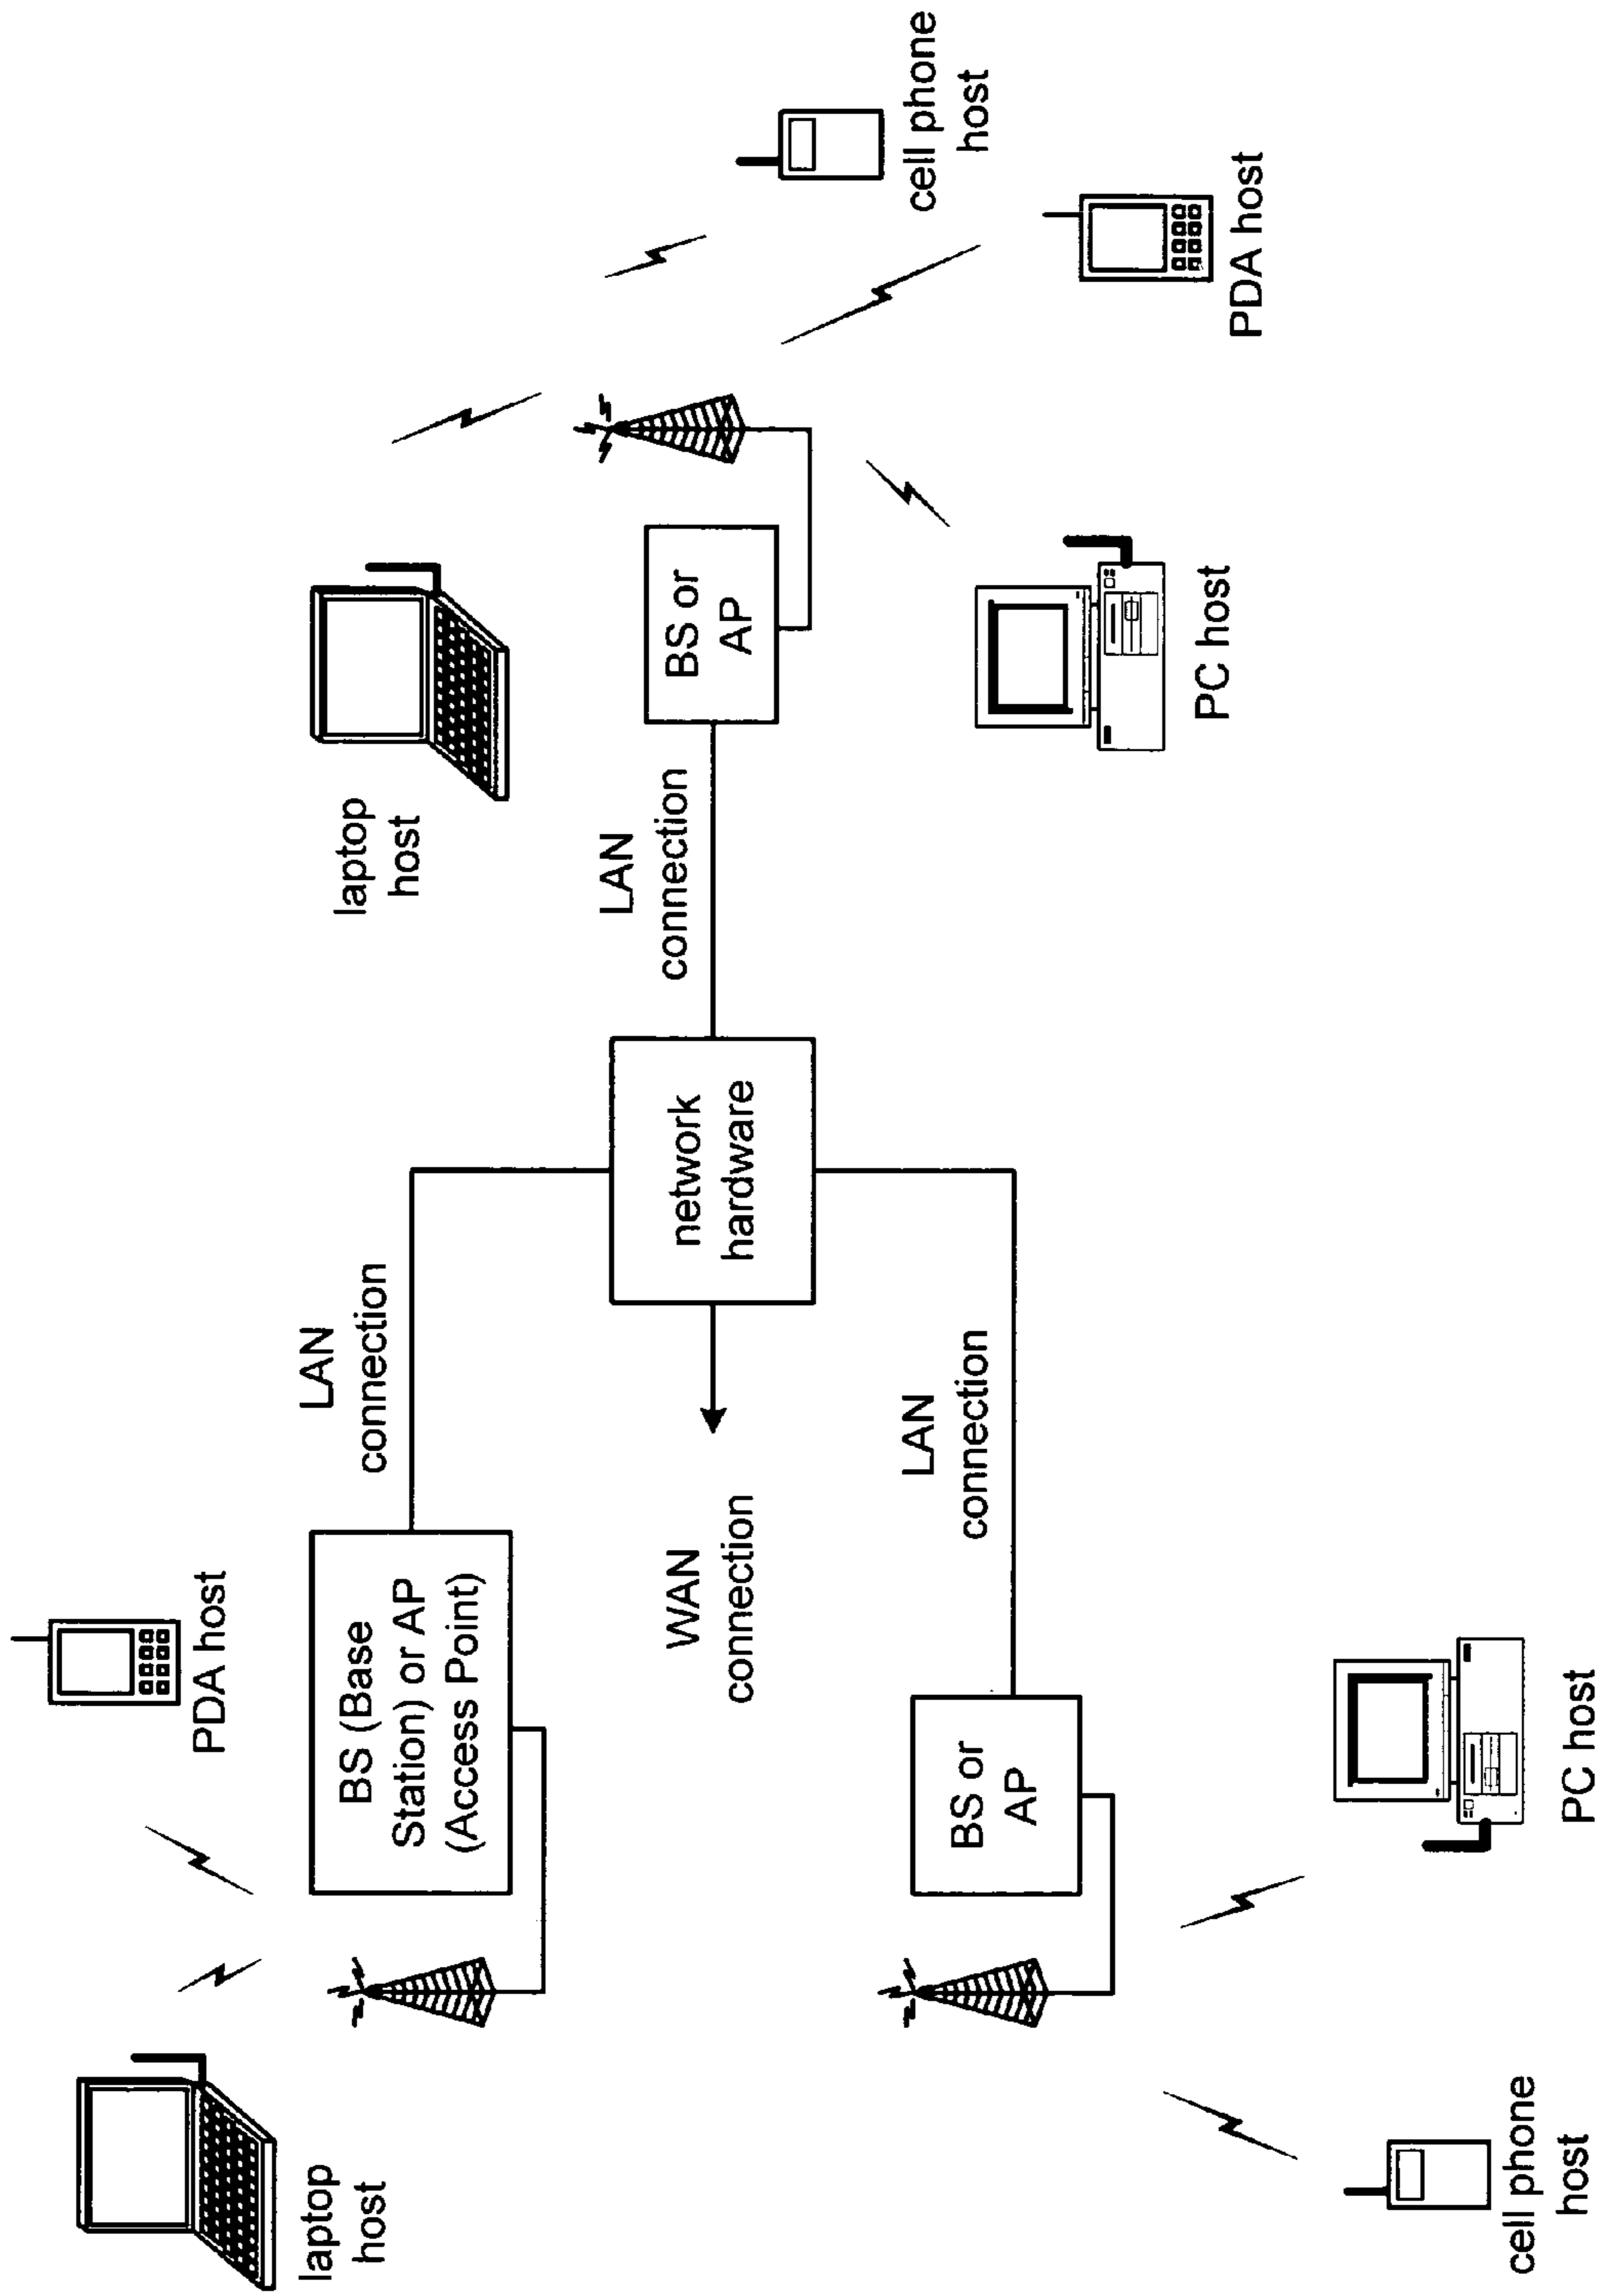 PDA host
laptop
host
LAN
connection
BS (Base
Station) or AP
(Access Point)
laptop
host
LAN
connection
BS or
AP
network
hardware
WAN
connection
cell phone
host
LAN
connection
BS or
AP
PC host
PDA host
cell phone
host
PC host